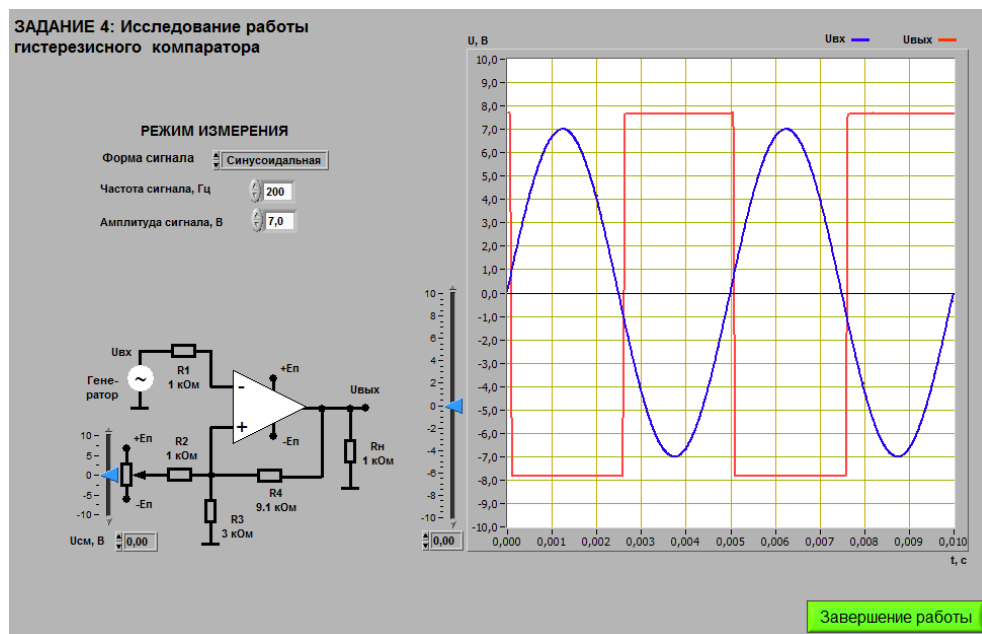 ЗАДАНИЕ 4: Исследование работы
гистерезисного компаратора
РЕЖИМ ИЗМЕРЕНИЯ
Форма сигнала Синусоидальная
Частота сигнала, Гц 200
Амплитуда сигнала, В 7,0
U, В Uвх Uвых
10,0
9,0
8,0
7,0
6,0
5,0
4,0
3,0
2,0
1,0
0,0
-1,0
-2,0
-3,0
-4,0
-5,0
-6,0
-7,0
-8,0
-9,0
-10,0
0,000 0,001 0,002 0,003 0,004 0,005 0,006 0,007 0,008 0,009 0,010
t, с
10
8
6
4
2
0
-2
-4
-6
-8
-10
0,00
Uвх
R1
1 кОм
Гене-
ратор
+Eп
-
+
-Eп
Uвых
Rн
1 кОм
10
5
0
-5
-10
+Eп
-Eп
R2
1 кОм
R4
9.1 кОм
R3
3 кОм
Uсм, В 0,00
Завершение работы